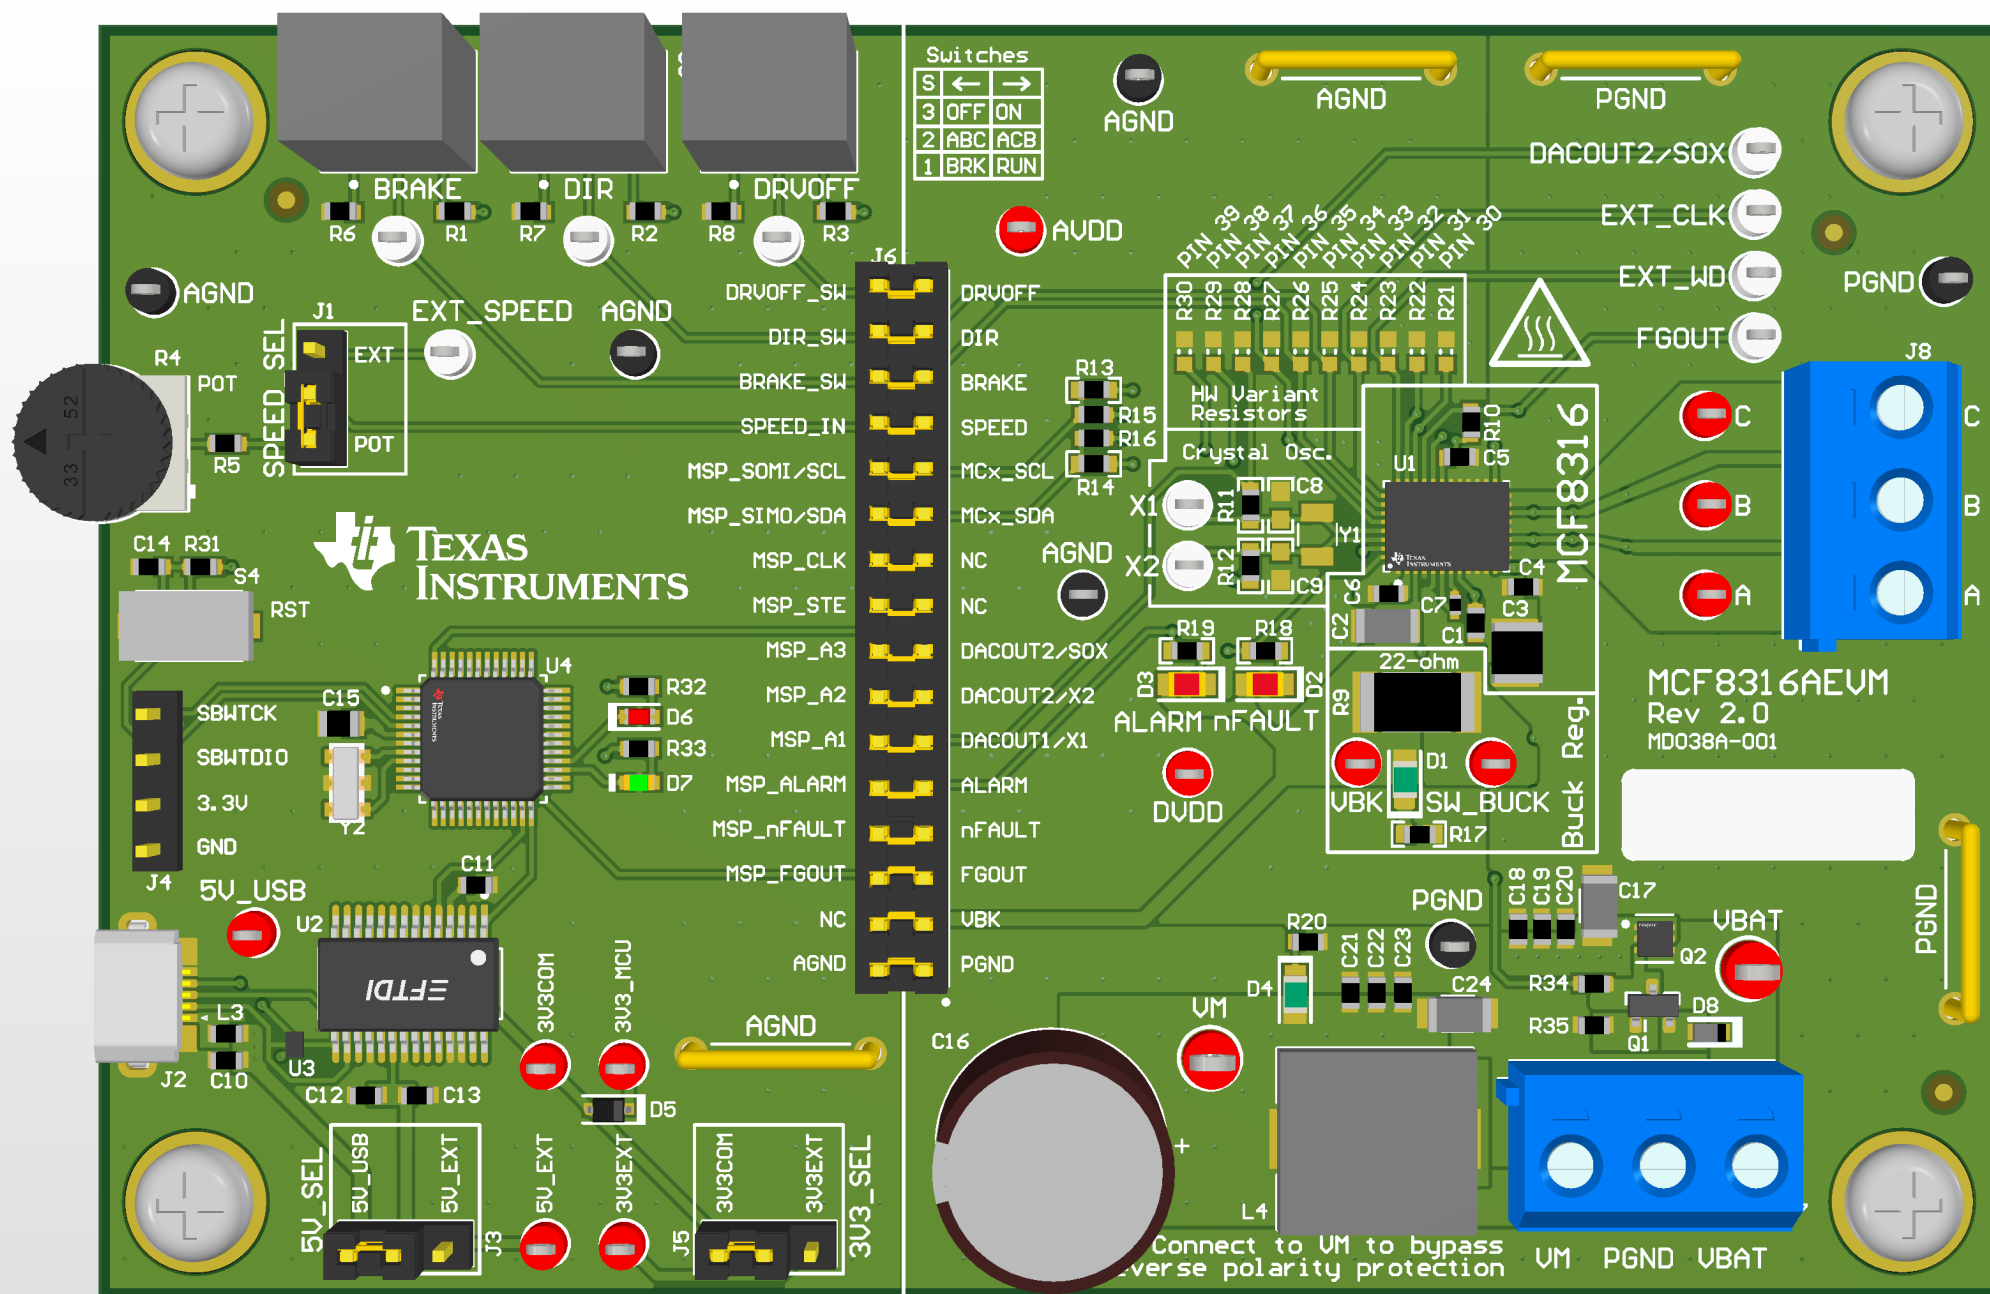 Switches
S ← →
3 OFF ON
2 ABC ACB
1 BRK RUN
AGND
AGND
PGND
DACOUT2/SOX
EXT_CLK
EXT_WD
FGOUT
PGND
BRAKE
DIR
DRVOFF
R6
R1
R7
R2
R8
R3
AVDD
AGND
J1
EXT_SPEED
AGND
SPEED SEL
EXT
POT
R4
POT
33 52
R5
J6
DRVOFF_SW DRVOFF
DIR_SW DIR
BRAKE_SW BRAKE
SPEED_IN SPEED
MSP_SOMI/SCL MCx_SCL
MSP_SIMO/SDA MCx_SDA
MSP_CLK NC
MSP_STE NC
MSP_A3 DACOUT2/SOX
MSP_A2 DACOUT2/X2
MSP_A1 DACOUT1/X1
MSP_ALARM ALARM
MSP_nFAULT nFAULT
MSP_FGOUT FGOUT
NC VBK
AGND PGND
PIN 39
PIN 38
PIN 37
PIN 36
PIN 35
PIN 34
PIN 33
PIN 32
PIN 31
PIN 30
R30
R29
R28
R27
R26
R25
R24
R23
R22
R21
HW Variant
Resistors
R13
R15
R16
R14
Crystal Osc.
X1
X2
R11
R12
C8
C9
Y1
AGND
U1
R10
C5
MCF8316
TEXAS
INSTRUMENTS
C6
C7
C4
C3
C2
C1
J8
C C
B B
A A
TEXAS
INSTRUMENTS
C14
R31
S4
RST
U4
TEXAS
INSTRUMENTS
C15
Y2
R32
D6
R33
D7
SBWTCK
SBWTDIO
3.3V
GND
J4
R19
R18
D3
D2
ALARM
nFAULT
DVDD
22-ohm
R9
VBK
D1
SW_BUCK
R17
Buck Reg.
MCF8316AEVM
Rev 2.0
MD038A-001
5V_USB
C11
U2
FTDI
L3
J2
C10
U3
C12
C13
3V3COM
3V3_MCU
D5
AGND
5V_SEL
5V_USB
5V_EXT
J3
5V_EXT
3V3EXT
J5
3V3COM
3V3EXT
3V3_SEL
C16
+
VM
R20
D4
C21
C22
C23
C24
PGND
C18
C19
C20
C17
Q2
VBAT
R34
R35
Q1
D8
PGND
L4
Connect to VM to bypass
everse polarity protection
VM
PGND
VBAT